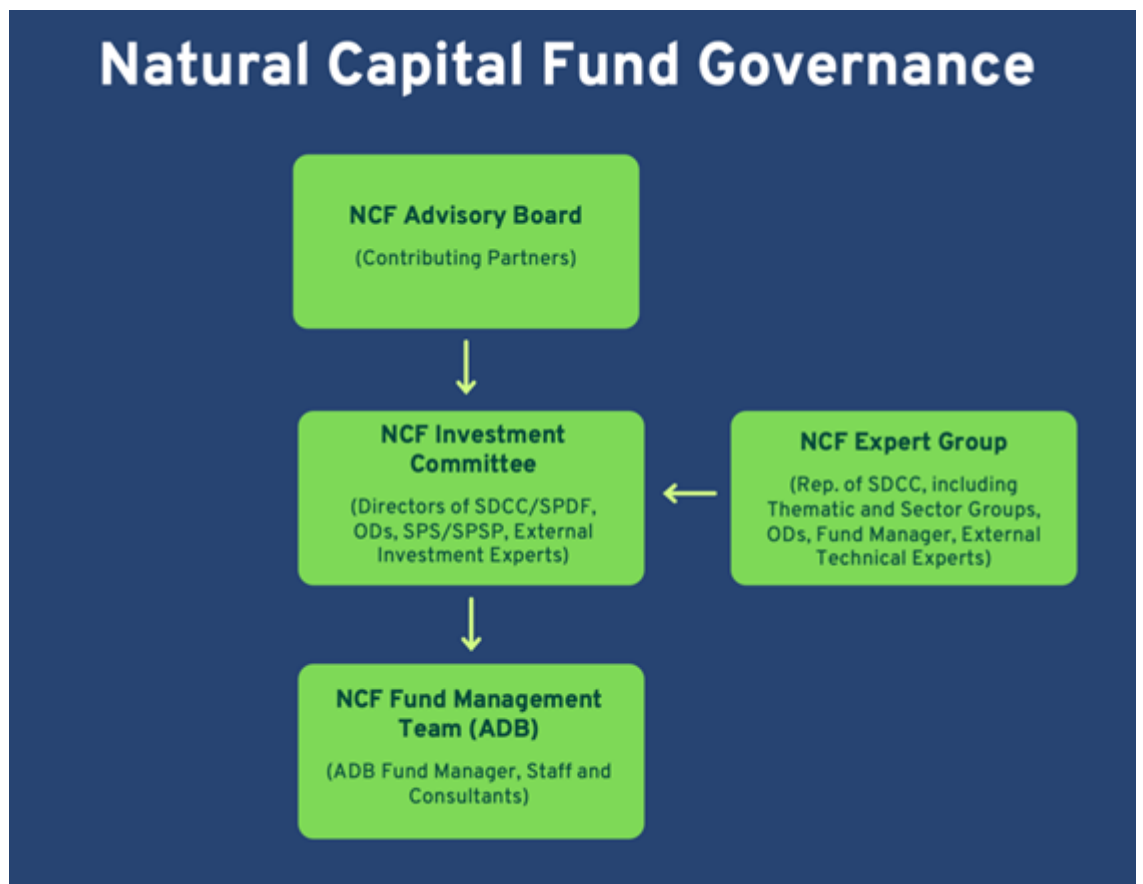 Natural Capital Fund Governance
NCF Advisory Board
(Contributing Partners)
NCF Investment
Committee
(Directors of SDCC/SPDF,
ODs, SPS/SPSP, External
Investment Experts)
NCF Expert Group
(Rep. of SDCC, including
Thematic and Sector Groups,
ODs, Fund Manager, External
Technical Experts)
NCF Fund Management
Team (ADB)
(ADB Fund Manager, Staff and
Consultants)